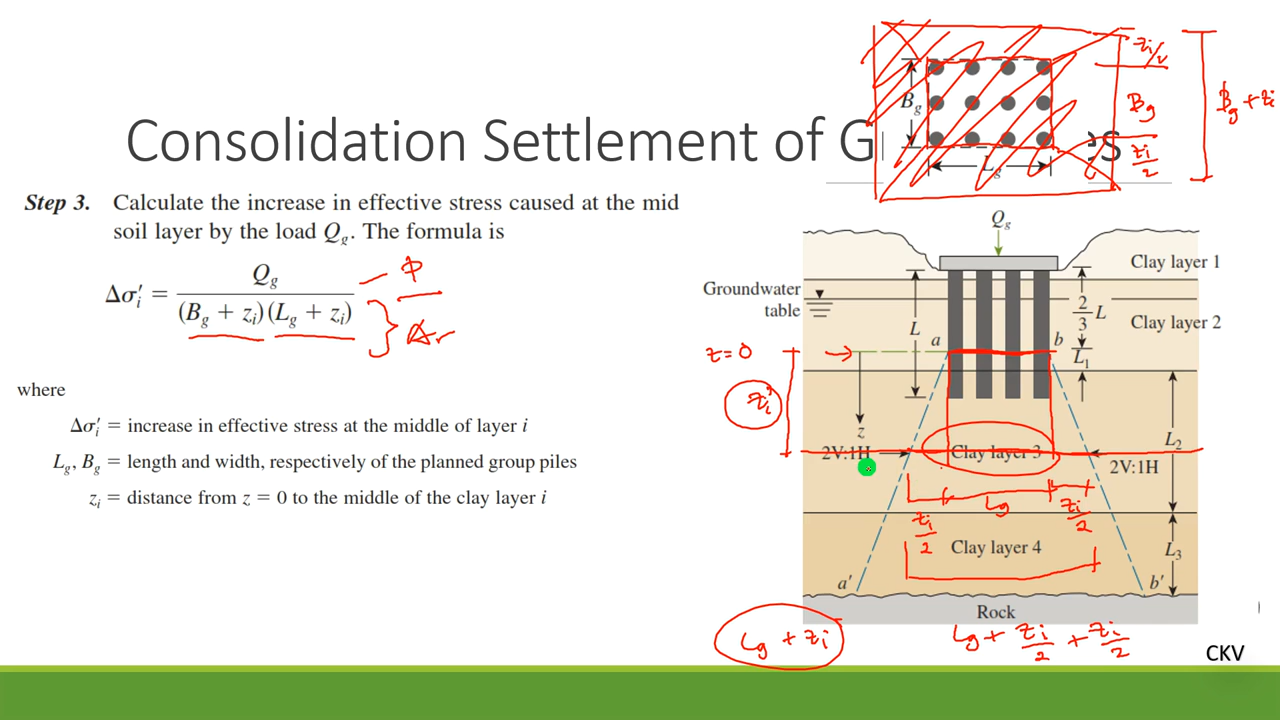 Consolidation Settlement of G es
Step 3. Calculate the increase in effective stress caused at the mid
soil layer by the load Qg. The formula is
Δσ′i = Qg / (Bg + zi)(Lg + zi)
P
Ar
where
Δσ′i = increase in effective stress at the middle of layer i
Lg, Bg = length and width, respectively of the planned group piles
zi = distance from z = 0 to the middle of the clay layer i
Bg
Lg
zi/2
Bg
zi/2
Bg + zi
Qg
Clay layer 1
Groundwater
table
L
2/3 L
Clay layer 2
a
b
L1
z=0
zi
z
2V:1H
Clay layer 3
L2
2V:1H
zi/2
Lg
zi/2
Clay layer 4
L3
a′
b′
Rock
Lg + zi
Lg + zi/2 + zi/2
CKV